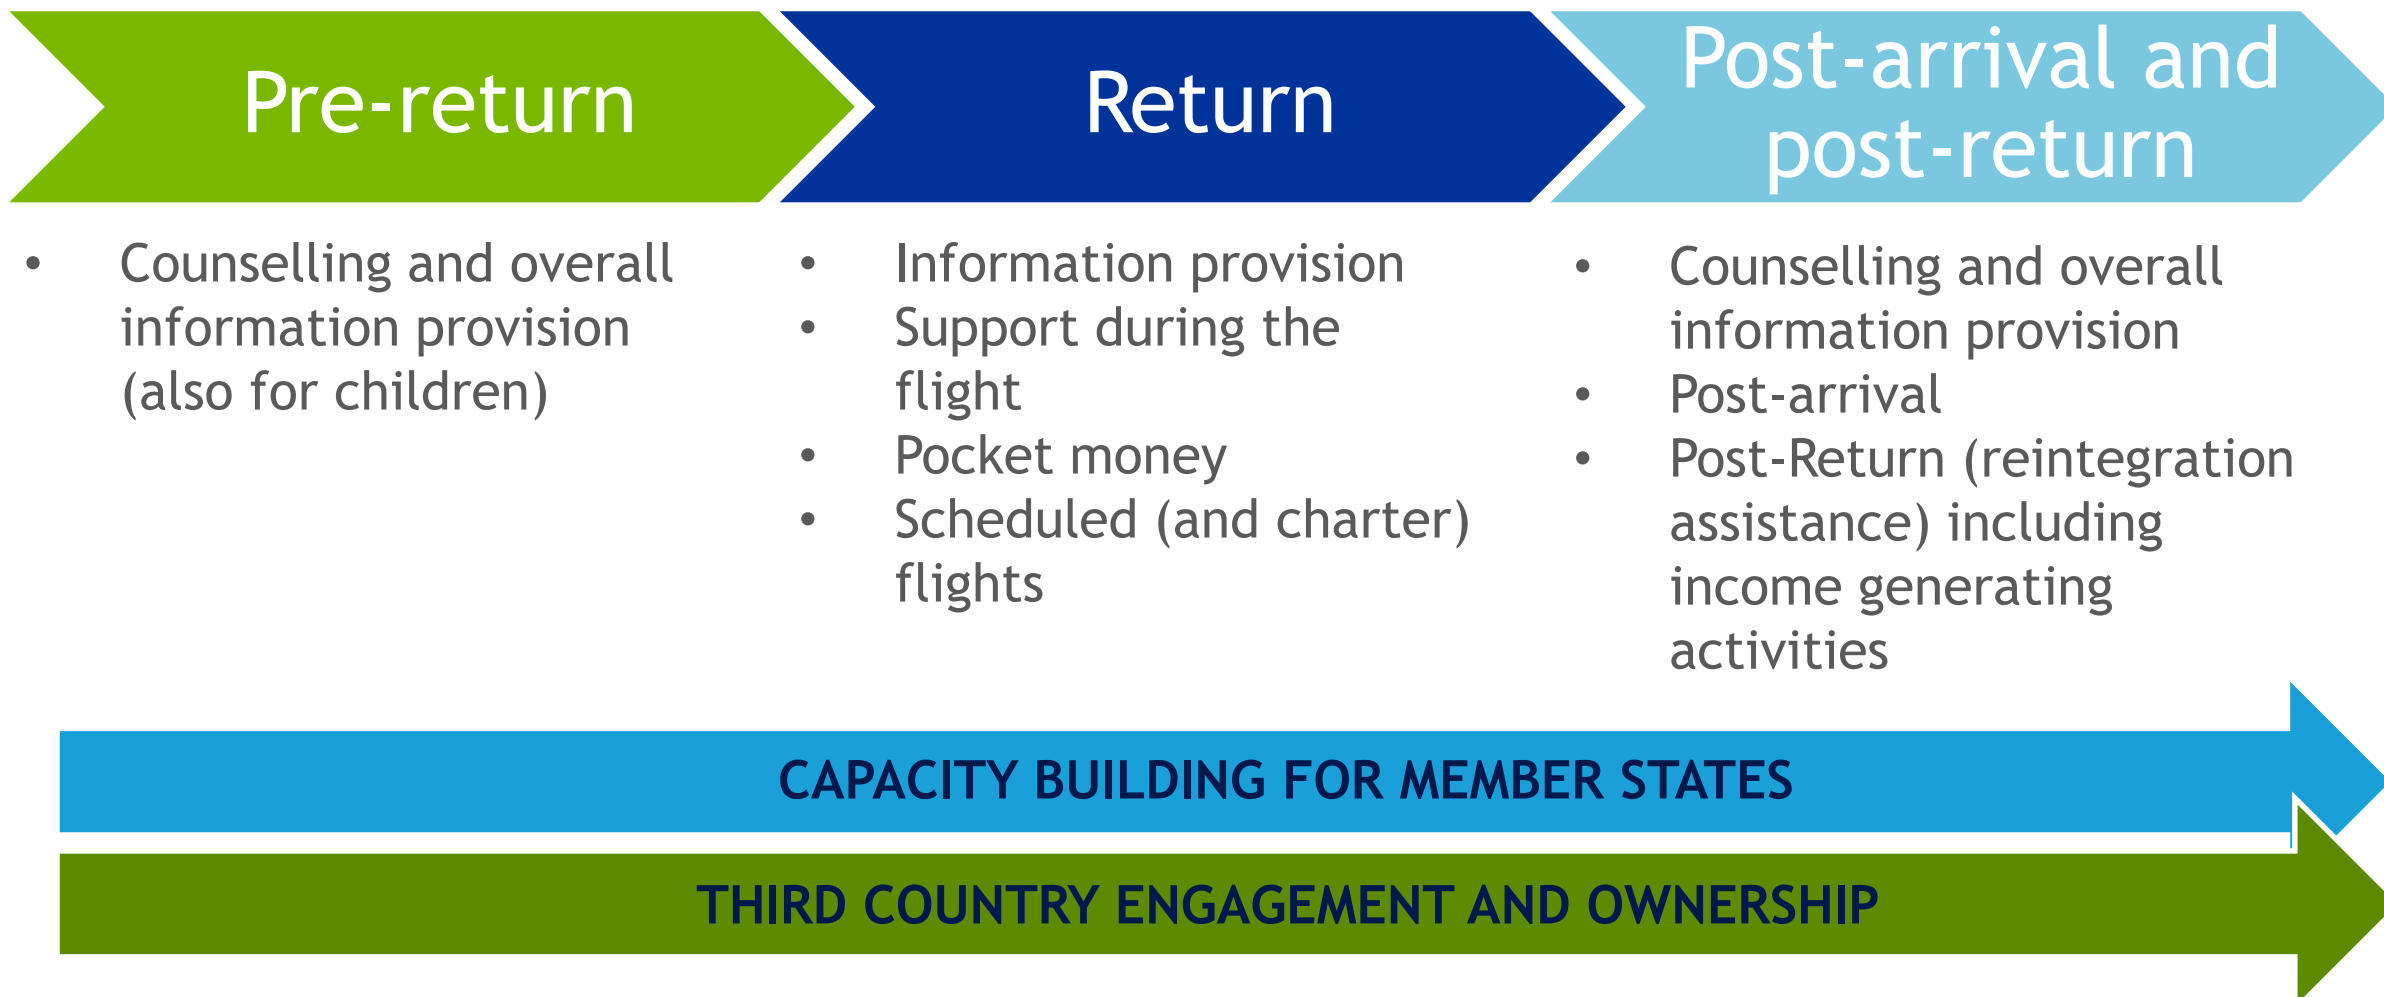 Pre-return
Return
Post-arrival and
post-return
• Counselling and overall
information provision
(also for children)
• Information provision
• Support during the
flight
• Pocket money
• Scheduled (and charter)
flights
• Counselling and overall
information provision
• Post-arrival
• Post-Return (reintegration
assistance) including
income generating
activities
CAPACITY BUILDING FOR MEMBER STATES
THIRD COUNTRY ENGAGEMENT AND OWNERSHIP